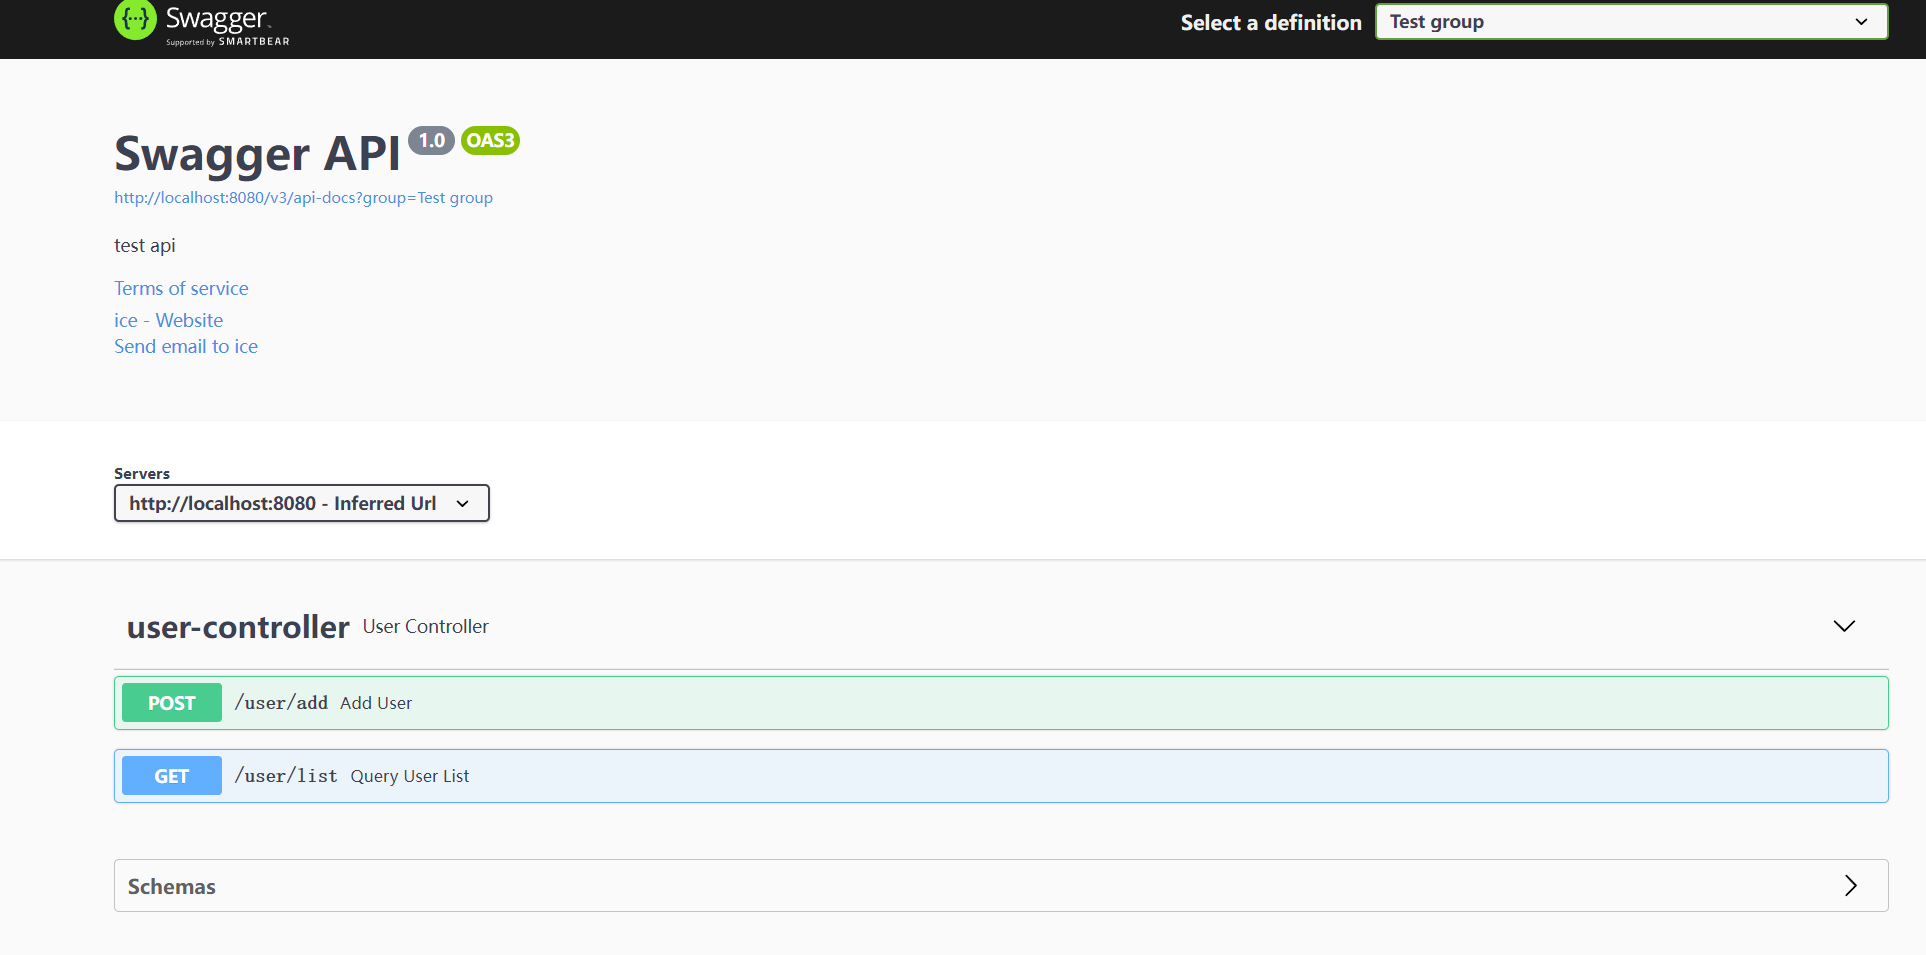 {···} Swagger™
Supported by SMARTBEAR
Select a definition Test group
Swagger API 1.0 OAS3
http://localhost:8080/v3/api-docs?group=Test group
test api
Terms of service
ice - Website
Send email to ice
Servers
http://localhost:8080 - Inferred Url
user-controller User Controller
POST /user/add Add User
GET /user/list Query User List
Schemas